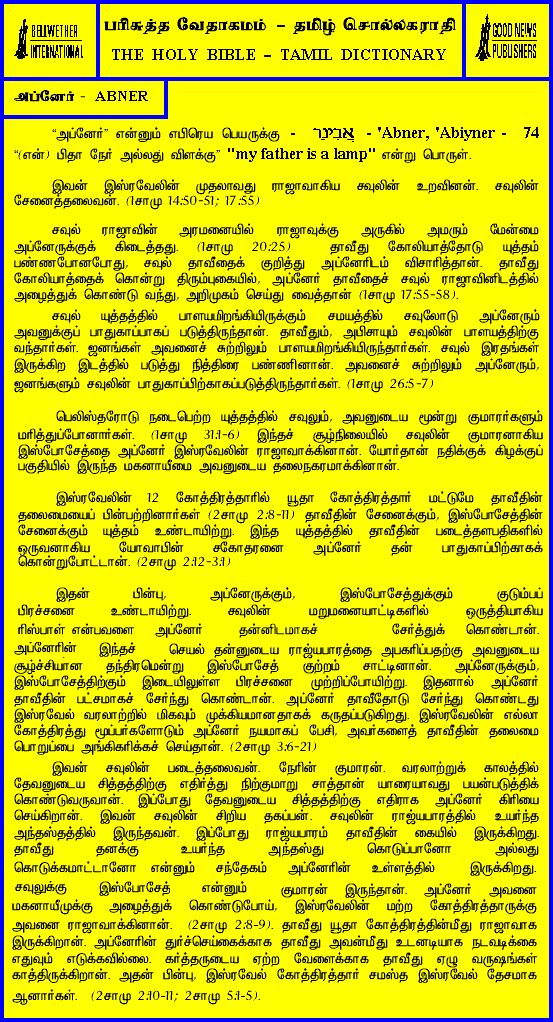 BELLWETHER
INTERNATIONAL
பரிசுத்த வேதாகமம் – தமிழ் சொல்லகராதி
THE HOLY BIBLE – TAMIL DICTIONARY
GOOD NEWS
PUBLISHERS
அப்னேர் - ABNER
“அப்னேர்” என்னும் எபிரெய பெயருக்கு - אֲבִינֵר - 'Abner, 'Abiyner - 74
“(என்) பிதா நேர் அல்லது விளக்கு” "my father is a lamp" என்று பொருள்.
இவன் இஸ்ரவேலின் முதலாவது ராஜாவாகிய சவுலின் உறவினன். சவுலின்
சேனைத்தலைவன். (1சாமு 14:50-51; 17:55)
சவுல் ராஜாவின் அரமனையில் ராஜாவுக்கு அருகில் அமரும் மேன்மை
அப்னேருக்குக் கிடைத்தது. (1சாமு 20:25) தாவீது கோலியாத்தோடு யுத்தம்
பண்ணபோனபோது, சவுல் தாவீதைக் குறித்து அப்னேரிடம் விசாரித்தான். தாவீது
கோலியாத்தைக் கொன்று திரும்புகையில், அப்னேர் தாவீதைச் சவுல் ராஜாவினிடத்தில்
அழைத்துக் கொண்டு வந்து, அறிமுகம் செய்து வைத்தான் (1சாமு 17:55-58).
சவுல் யுத்தத்தில் பாளயமிறங்கியிருக்கும் சமயத்தில் சவுலோடு அப்னேரும்
அவனுக்குப் பாதுகாப்பாகப் படுத்திருந்தான். தாவீதும், அபிசாயும் சவுலின் பாளயத்திற்கு
வந்தார்கள். ஜனங்கள் அவனைச் சுற்றிலும் பாளயமிறங்கியிருந்தார்கள். சவுல் இரதங்கள்
இருக்கிற இடத்தில் படுத்து நித்திரை பண்ணினான். அவனைச் சுற்றிலும் அப்னேரும்,
ஜனங்களும் சவுலின் பாதுகாப்பிற்காகப்படுத்திருந்தார்கள். (1சாமு 26:5-7)
பெலிஸ்தரோடு நடைபெற்ற யுத்தத்தில் சவுலும், அவனுடைய மூன்று குமாரர்களும்
மரித்துப்போனார்கள். (1சாமு 31:1-6) இந்தச் சூழ்நிலையில் சவுலின் குமாரனாகிய
இஸ்போசேத்தை அப்னேர் இஸ்ரவேலின் ராஜாவாக்கினான். யோர்தான் நதிக்குக் கிழக்குப்
பகுதியில் இருந்த மகனாயீமை அவனுடைய தலைநகரமாக்கினான்.
இஸ்ரவேலின் 12 கோத்திரத்தாரில் யூதா கோத்திரத்தார் மட்டுமே தாவீதின்
தலைமையைப் பின்பற்றினார்கள் (2சாமு 2:8-11) தாவீதின் சேனைக்கும், இஸ்போசேத்தின்
சேனைக்கும் யுத்தம் உண்டாயிற்று. இந்த யுத்தத்தில் தாவீதின் படைத்தளபதிகளில்
ஒருவனாகிய யோவாபின் சகோதரனை அப்னேர் தன் பாதுகாப்பிற்காகக்
கொன்றுபோட்டான். (2சாமு 2:12-3:1)
இதன் பின்பு, அப்னேருக்கும், இஸ்போசேத்துக்கும் குடும்பப்
பிரச்சனை உண்டாயிற்று. சவுலின் மறுமனையாட்டிகளில் ஒருத்தியாகிய
ரிஸ்பாள் என்பவளை அப்னேர் தன்னிடமாகச் சேர்த்துக் கொண்டான்.
அப்னேரின் இந்தச் செயல் தன்னுடைய ராஜ்யபாரத்தை அபகரிப்பதற்கு அவனுடைய
சூழ்ச்சியான தந்திரமென்று இஸ்போசேத் குற்றம் சாட்டினான். அப்னேருக்கும்,
இஸ்போசேத்திற்கும் இடையிலுள்ள பிரச்சனை முற்றிப்போயிற்று. இதனால் அப்னேர்
தாவீதின் பட்சமாகச் சேர்ந்து கொண்டான். அப்னேர் தாவீதோடு சேர்ந்து கொண்டது
இஸ்ரவேல் வரலாற்றில் மிகவும் முக்கியமானதாகக் கருதப்படுகிறது. இஸ்ரவேலின் எல்லா
கோத்திரத்து மூப்பர்களோடும் அப்னேர் நயமாகப் பேசி, அவர்களைத் தாவீதின் தலைமை
பொறுப்பை அங்கிகரிக்கச் செய்தான். (2சாமு 3:6-21)
இவன் சவுலின் படைத்தலைவன். நேரின் குமாரன். வரலாற்றுக் காலத்தில்
தேவனுடைய சித்தத்திற்கு எதிர்த்து நிற்குமாறு சாத்தான் யாரையாவது பயன்படுத்திக்
கொண்டுவருவான். இப்போது தேவனுடைய சித்தத்திற்கு எதிராக அப்னேர் கிரியை
செய்கிறான். இவன் சவுலின் சிறிய தகப்பன். சவுலின் ராஜ்யபாரத்தில் உயர்ந்த
அந்தஸ்தத்தில் இருந்தவன். இப்போது ராஜ்யபாரம் தாவீதின் கையில் இருக்கிறது.
தாவீது தனக்கு உயர்ந்த அந்தஸ்து கொடுப்பானோ அல்லது
கொடுக்கமாட்டானோ என்னும் சந்தேகம் அப்னேரின் உள்ளத்தில் இருக்கிறது.
சவுலுக்கு இஸ்போசேத் என்னும் குமாரன் இருந்தான். அப்னேர் அவனை
மகனாயீமுக்கு அழைத்துக் கொண்டுபோய், இஸ்ரவேலின் மற்ற கோத்திரத்தாருக்கு
அவனை ராஜாவாக்கினான். (2சாமு 2:8-9). தாவீது யூதா கோத்திரத்தின்மீது ராஜாவாக
இருக்கிறான். அப்னேரின் துர்ச்செய்கைக்காக தாவீது அவன்மீது உடனடியாக நடவடிக்கை
எதுவும் எடுக்கவில்லை. கர்த்தருடைய ஏற்ற வேளைக்காக தாவீது ஏழு வருஷங்கள்
காத்திருக்கிறான். அதன் பின்பு, இஸ்ரவேல் கோத்திரத்தார் சமஸ்த இஸ்ரவேல் தேசமாக
ஆனார்கள். (2சாமு 2:10-11; 2சாமு 5:1-5).